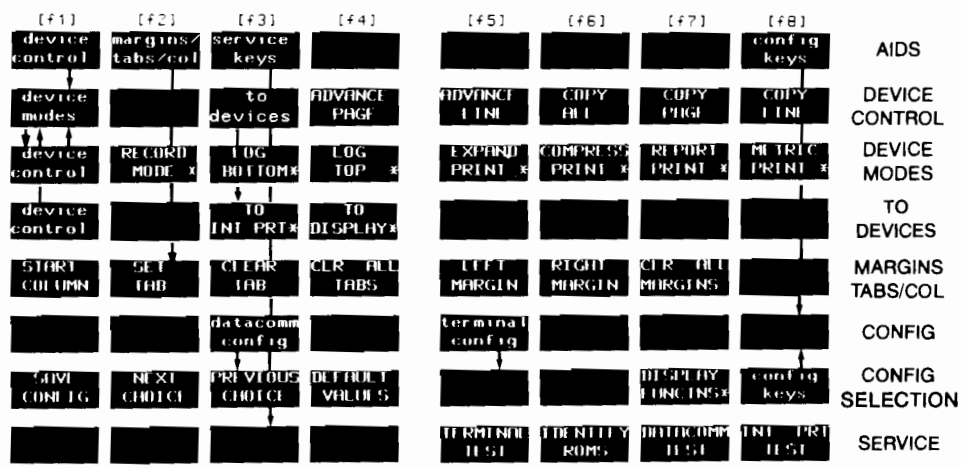 [f1] [f2] [f3] [f4] [f5] [f6] [f7] [f8]
device control margins/tabs/col service keys config keys AIDS
device modes to devices ADVANCE PAGE ADVANCE LINE COPY ALL COPY PAGE COPY LINE DEVICE CONTROL
device control RECORD MODE * LOG BOTTOM* LOG TOP * EXPAND PRINT * COMPRESS PRINT * REPORT PRINT * METRIC PRINT * DEVICE MODES
device control TO INT PRT* TO DISPLAY* TO DEVICES
START COLUMN SET TAB CLEAR TAB CLR ALL TABS LEFT MARGIN RIGHT MARGIN CLR ALL MARGINS MARGINS TABS/COL
datacomm config terminal config CONFIG
SAVE CONFIG NEXT CHOICE PREVIOUS CHOICE DEFAULT VALUES DISPLAY FUNCTNS* config keys CONFIG SELECTION
TERMINAL TEST IDENTIFY ROMS DATACOMM TEST INT PRT TEST SERVICE